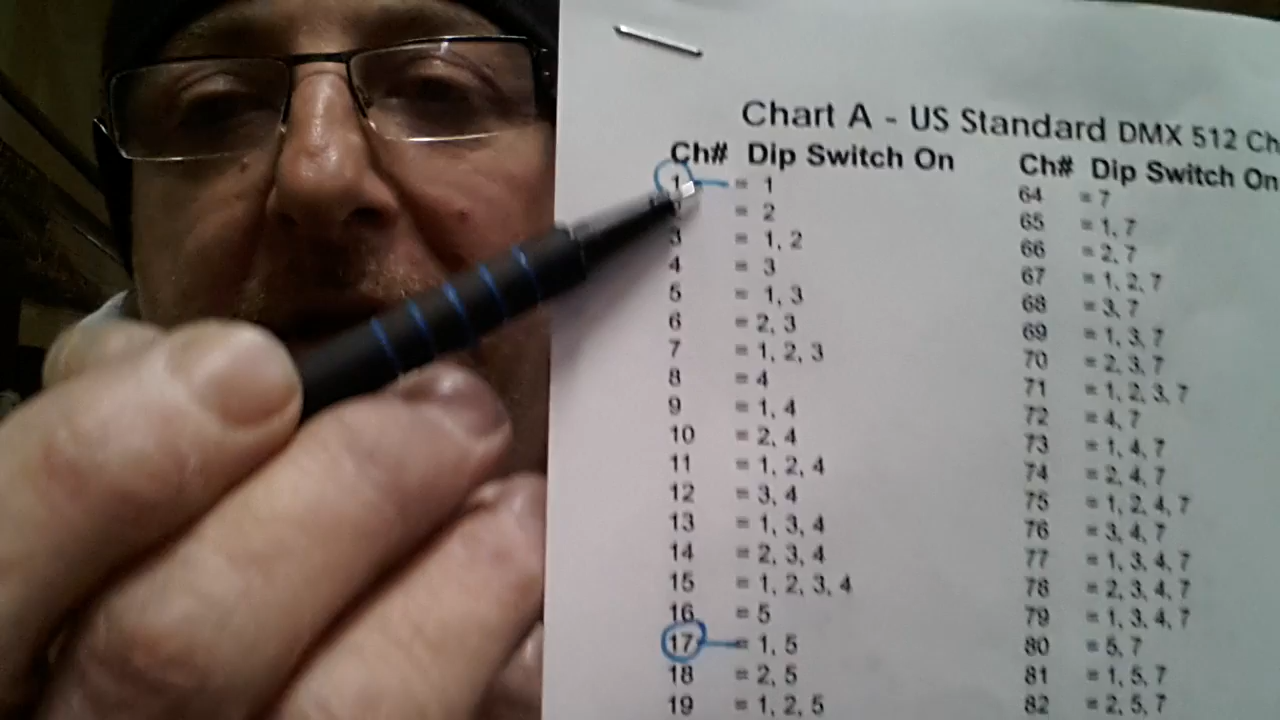 Chart A - US Standard DMX 512 Ch
Ch# Dip Switch On
1 = 1
= 2
3 = 1, 2
4 = 3
5 = 1, 3
6 = 2, 3
7 = 1, 2, 3
8 = 4
9 = 1, 4
10 = 2, 4
11 = 1, 2, 4
12 = 3, 4
13 = 1, 3, 4
14 = 2, 3, 4
15 = 1, 2, 3, 4
16 = 5
17 = 1, 5
18 = 2, 5
19 = 1, 2, 5
Ch# Dip Switch On
64 = 7
65 = 1, 7
66 = 2, 7
67 = 1, 2, 7
68 = 3, 7
69 = 1, 3, 7
70 = 2, 3, 7
71 = 1, 2, 3, 7
72 = 4, 7
73 = 1, 4, 7
74 = 2, 4, 7
75 = 1, 2, 4, 7
76 = 3, 4, 7
77 = 1, 3, 4, 7
78 = 2, 3, 4, 7
79 = 1, 3, 4, 7
80 = 5, 7
81 = 1, 5, 7
82 = 2, 5, 7